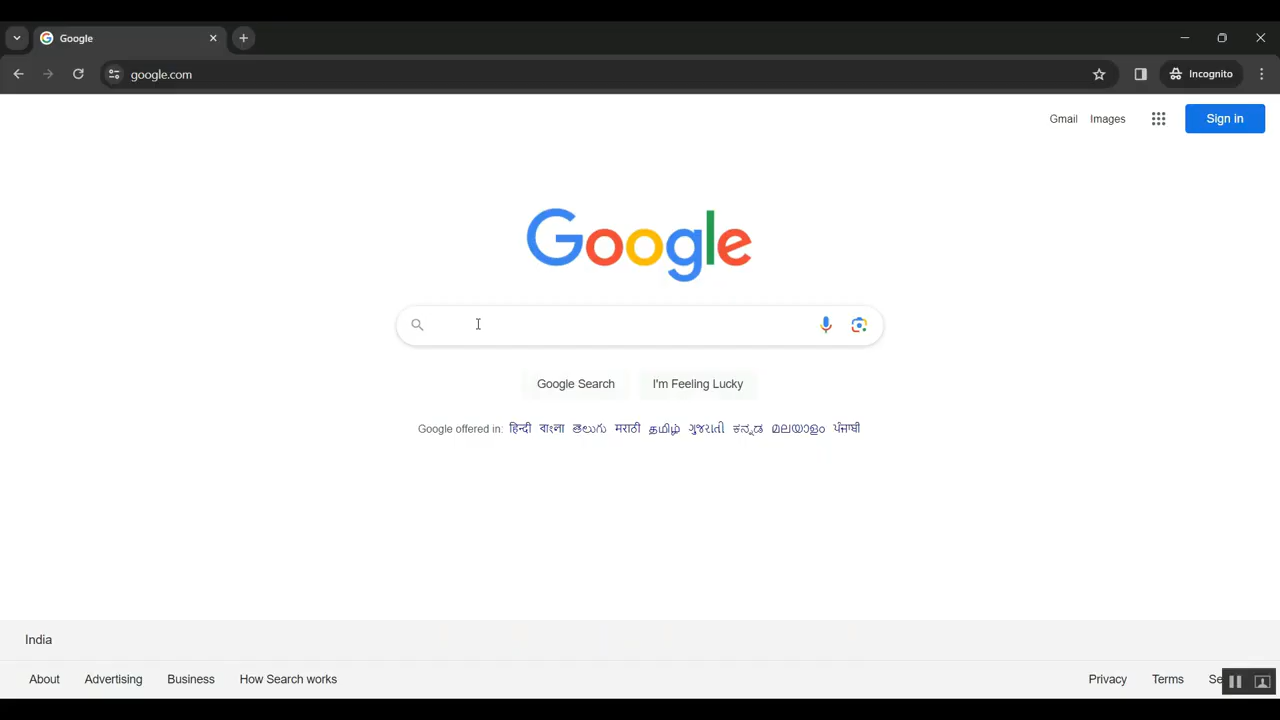 Google
google.com
Incognito
Gmail Images Sign in
Google
Google Search I'm Feeling Lucky
Google offered in: हिन्दी বাংলা తెలుగు मराठी தமிழ் ગુજરાતી ಕನ್ನಡ മലയാളം ਪੰਜਾਬੀ
India
About Advertising Business How Search works Privacy Terms